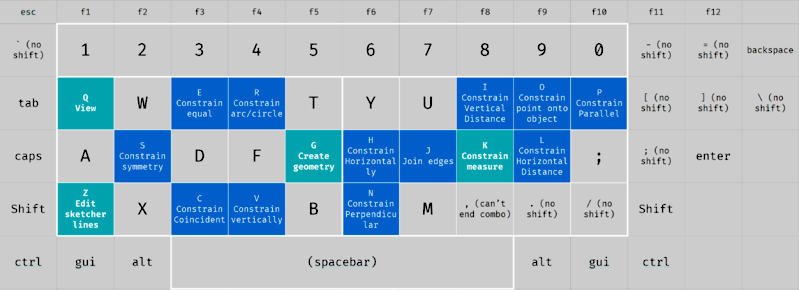 esc f1 f2 f3 f4 f5 f6 f7 f8 f9 f10 f11 f12
` (no shift) 1 2 3 4 5 6 7 8 9 0 - (no shift) = (no shift) backspace
tab Q View W E Constrain equal R Constrain arc/circle T Y U I Constrain Vertical Distance O Constrain point onto object P Constrain Parallel [ (no shift) ] (no shift) \ (no shift)
caps A S Constrain symmetry D F G Create geometry H Constrain Horizontally J Join edges K Constrain measure L Constrain Horizontal Distance ; ; (no shift) enter
Shift Z Edit sketcher lines X C Constrain Coincident V Constrain vertically B N Constrain Perpendicular M , (can't end combo) . (no shift) / (no shift) Shift
ctrl gui alt (spacebar) alt gui ctrl